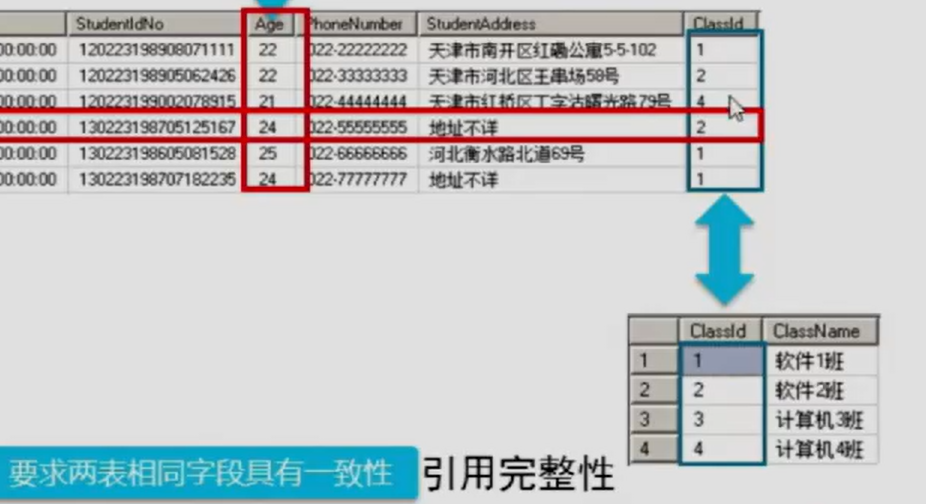 StudentIdNo Age PhoneNumber StudentAddress ClassId
00:00:00 120223198908071111 22 022-22222222 天津市南开区红磡公寓5-5-102 1
00:00:00 120223198905062426 22 022-33333333 天津市河北区王串场58号 2
00:00:00 120223199002078915 21 022-44444444 天津市红桥区丁字沽曙光路79号 4
00:00:00 130223198705125167 24 022-55555555 地址不详 2
00:00:00 130223198605081528 25 022-66666666 河北衡水路北道69号 1
00:00:00 130223198707182235 24 022-77777777 地址不详 1
ClassId ClassName
1 1 软件1班
2 2 软件2班
3 3 计算机3班
4 4 计算机4班
要求两表相同字段具有一致性 引用完整性